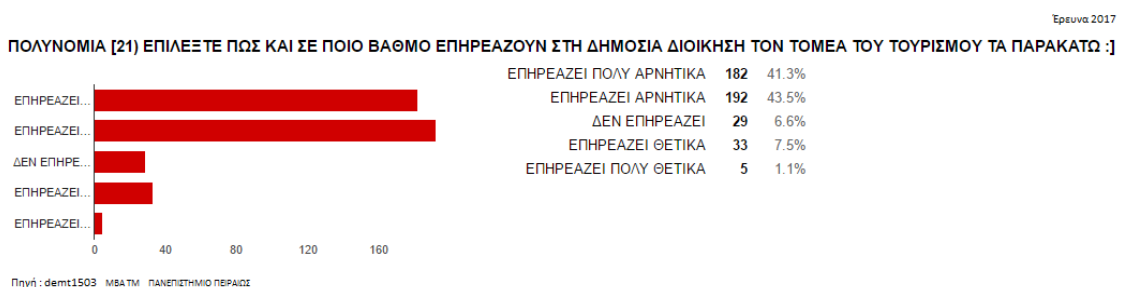 Έρευνα 2017
ΠΟΛΥΝΟΜΙΑ [21) ΕΠΙΛΕΞΤΕ ΠΩΣ ΚΑΙ ΣΕ ΠΟΙΟ ΒΑΘΜΟ ΕΠΗΡΕΑΖΟΥΝ ΣΤΗ ΔΗΜΟΣΙΑ ΔΙΟΙΚΗΣΗ ΤΟΝ ΤΟΜΕΑ ΤΟΥ ΤΟΥΡΙΣΜΟΥ ΤΑ ΠΑΡΑΚΑΤΩ :]
ΕΠΗΡΕΑΖΕΙ ΠΟΛΥ ΑΡΝΗΤΙΚΑ 182 41.3%
ΕΠΗΡΕΑΖΕΙ ΑΡΝΗΤΙΚΑ 192 43.5%
ΔΕΝ ΕΠΗΡΕΑΖΕΙ 29 6.6%
ΕΠΗΡΕΑΖΕΙ ΘΕΤΙΚΑ 33 7.5%
ΕΠΗΡΕΑΖΕΙ ΠΟΛΥ ΘΕΤΙΚΑ 5 1.1%
ΕΠΗΡΕΑΖΕΙ...
ΕΠΗΡΕΑΖΕΙ...
ΔΕΝ ΕΠΗΡΕ...
ΕΠΗΡΕΑΖΕΙ...
ΕΠΗΡΕΑΖΕΙ...
0 40 80 120 160
Πηγή : demt1503 MBA TM ΠΑΝΕΠΙΣΤΗΜΙΟ ΠΕΙΡΑΙΩΣ